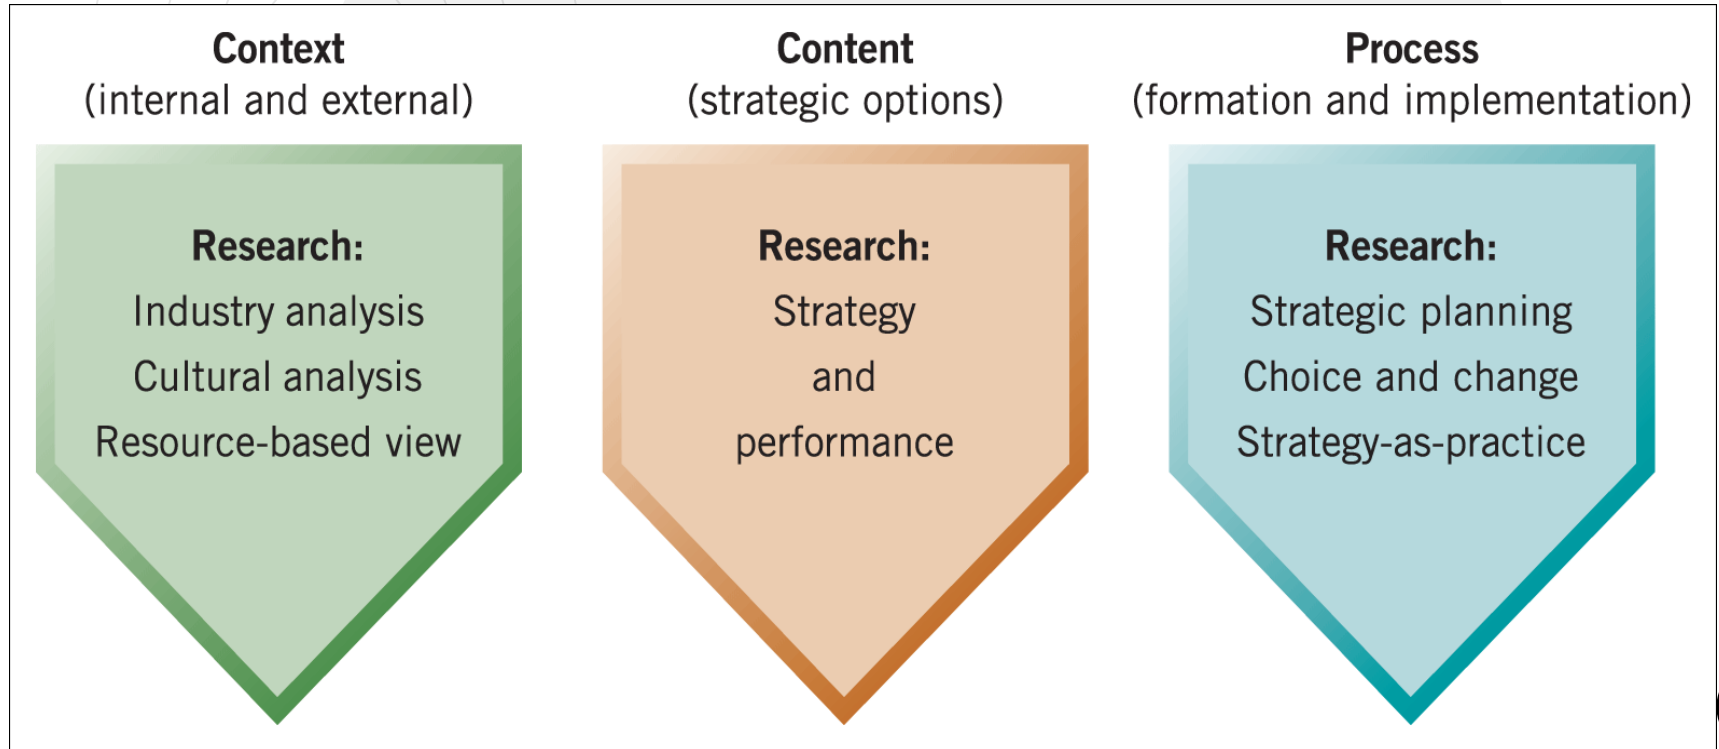 Context
(internal and external)
Research:
Industry analysis
Cultural analysis
Resource-based view
Content
(strategic options)
Research:
Strategy
and
performance
Process
(formation and implementation)
Research:
Strategic planning
Choice and change
Strategy-as-practice